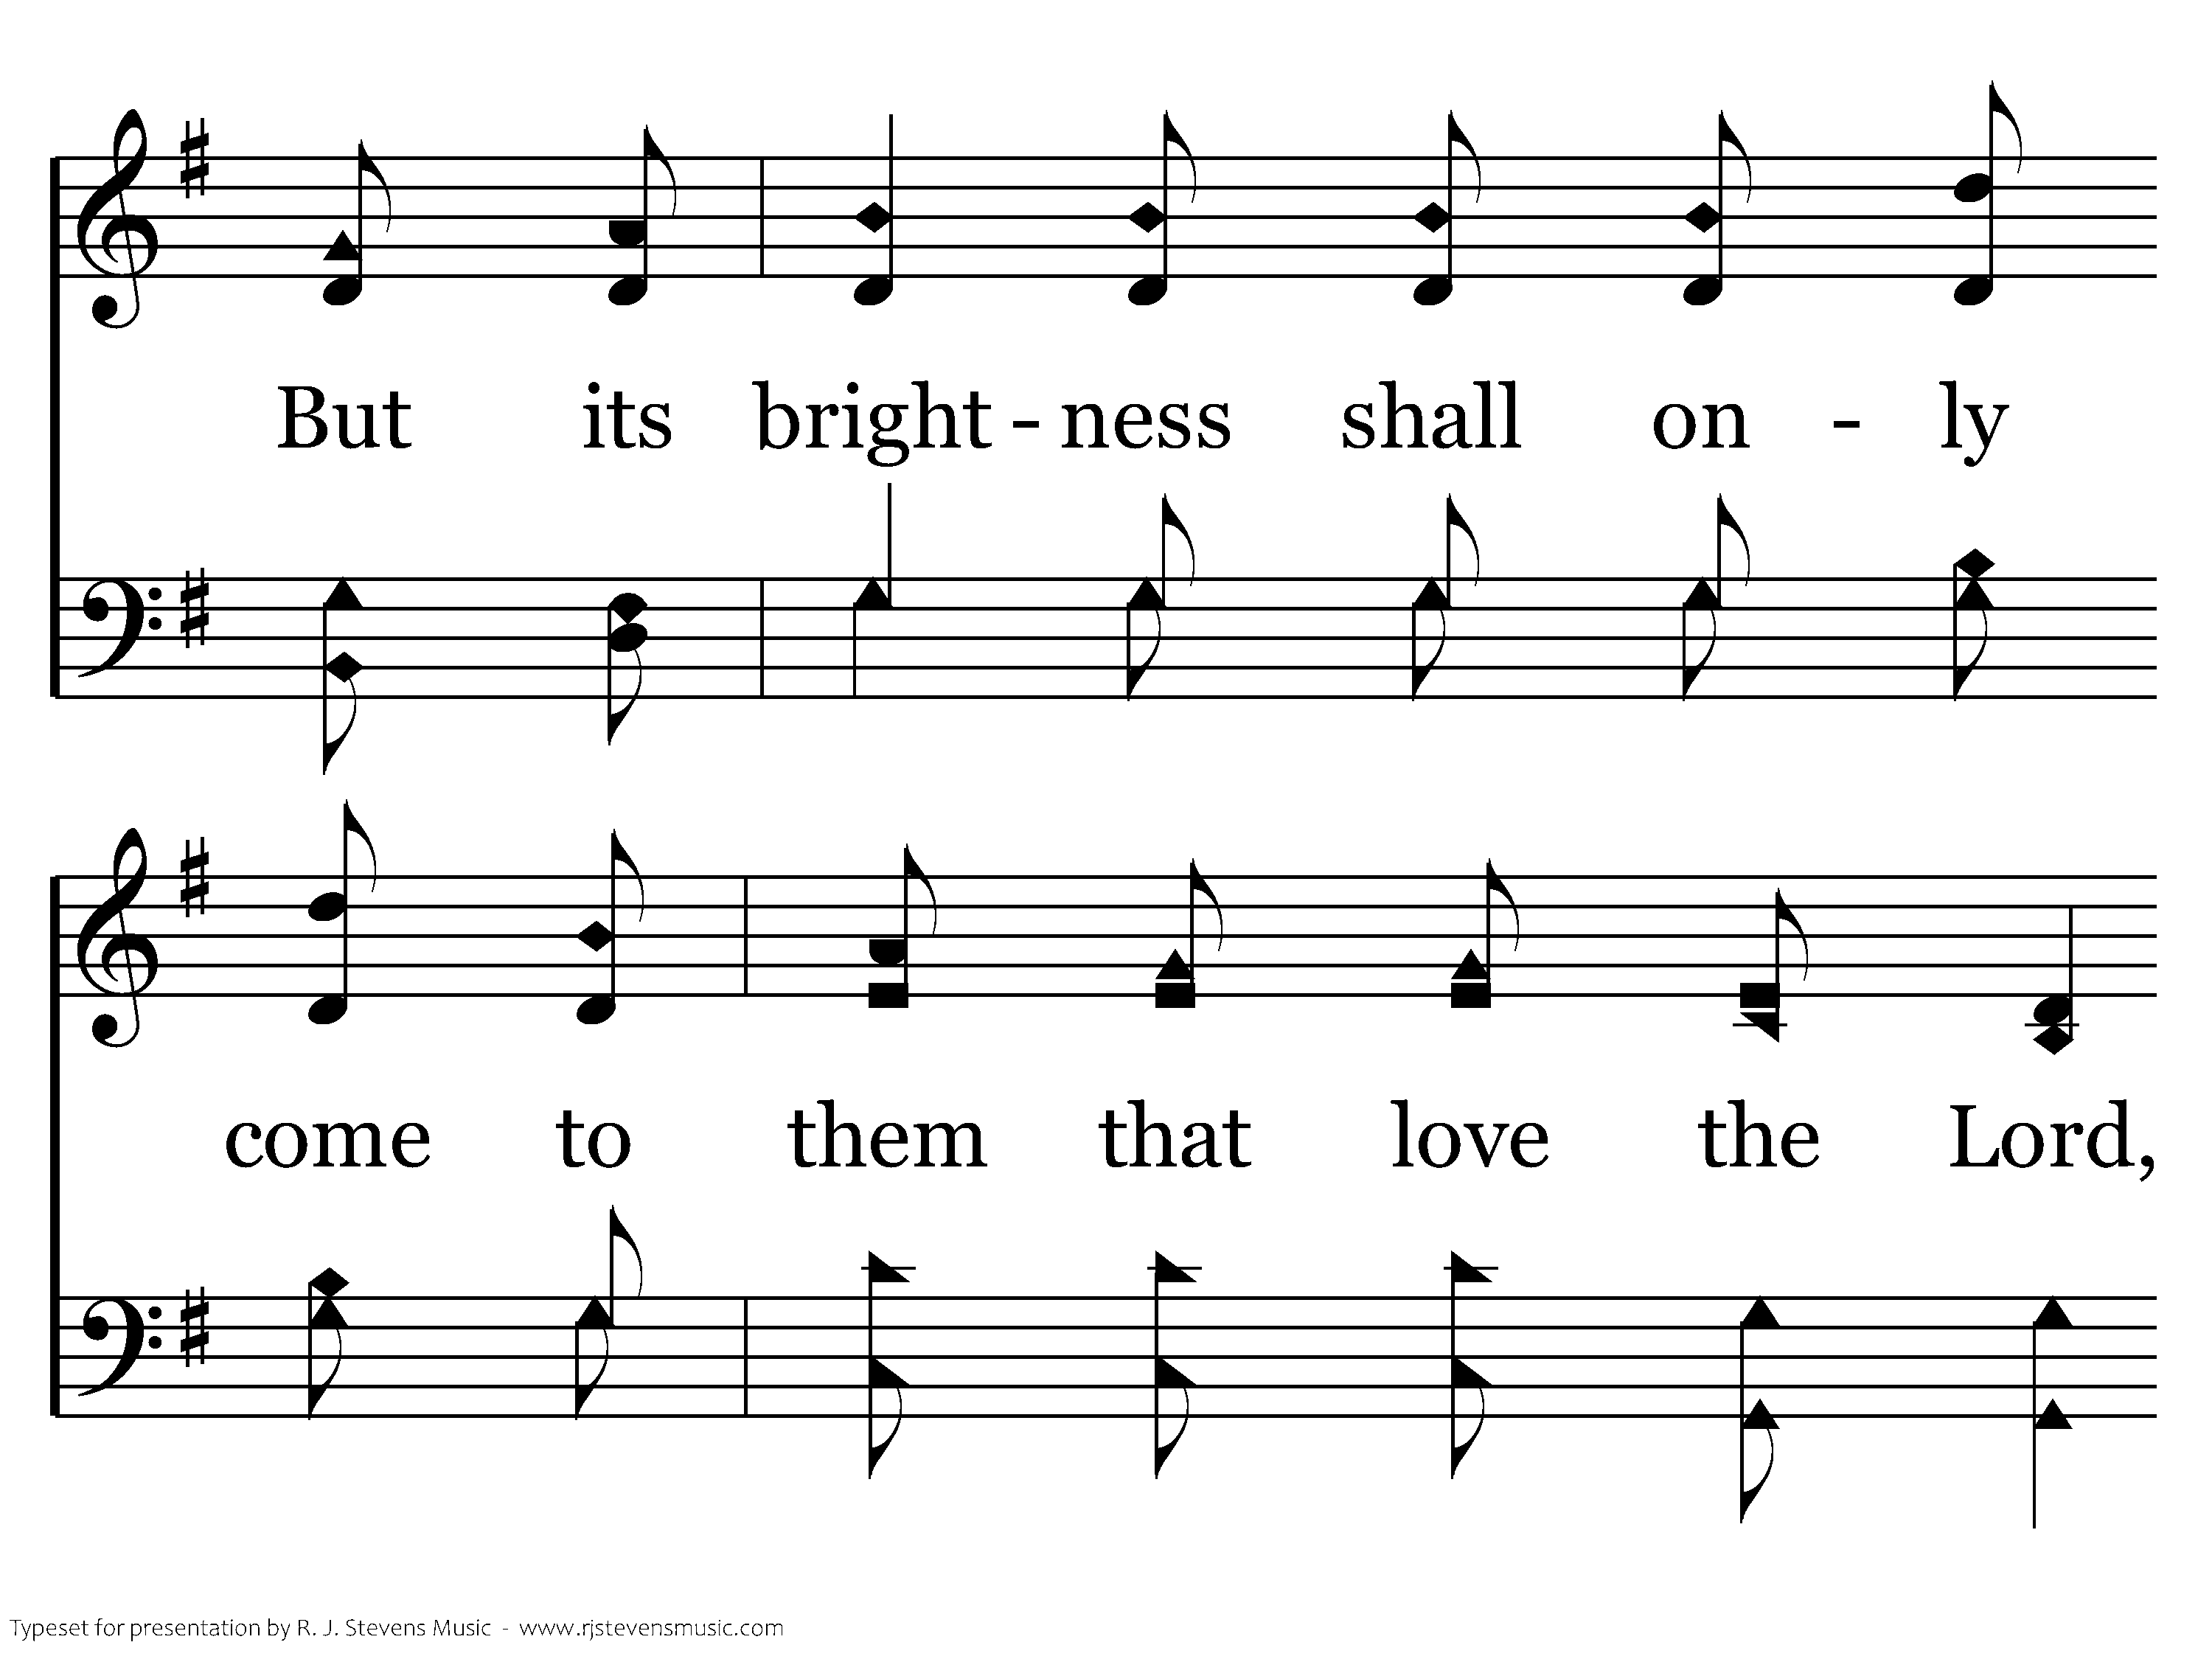 But its bright - ness shall on - ly
come to them that love the Lord,
Typeset for presentation by R. J. Stevens Music - www.rjstevensmusic.com